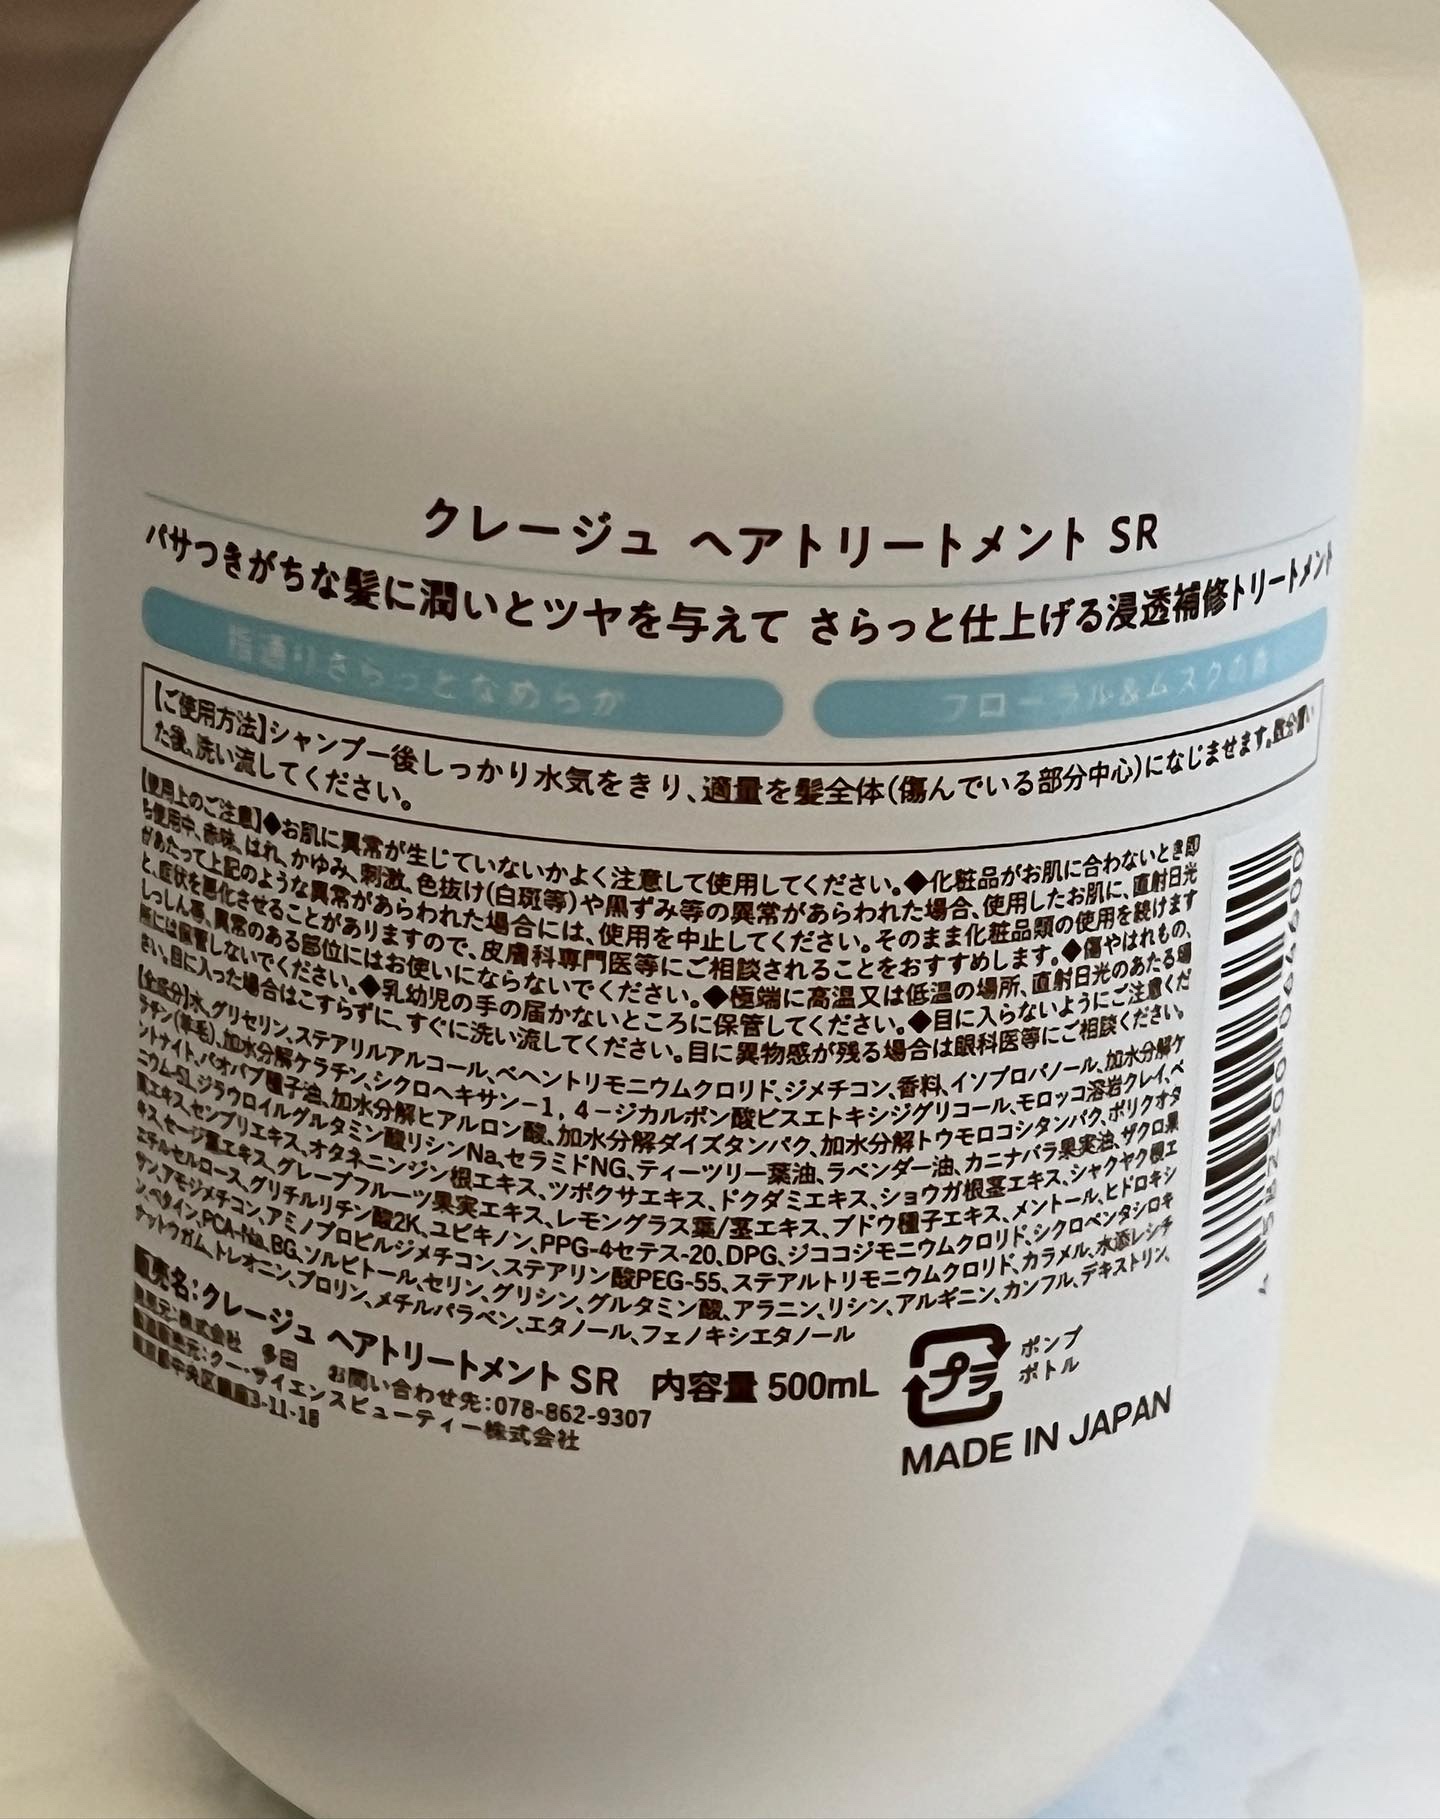 クレージュ ヘアトリートメント SR
パサつきがちな髪に潤いとツヤを与えて さらっと仕上げる浸透補修トリートメント
指通りさらっとなめらか
フローラル&ムスクの香
【ご使用方法】シャンプー後しっかり水気をきり、適量を髪全体(傷んでいる部分中心)になじませます。数分置い
た後、洗い流してください。
【使用上のご注意】◆お肌に異常が生じていないかよく注意して使用してください。◆化粧品がお肌に合わないとき即
ち使用中、赤味、はれ、かゆみ、刺激、色抜け(白斑等)や黒ずみ等の異常があらわれた場合、使用したお肌に、直射日光
があたって上記のような異常があらわれた場合には、使用を中止してください。そのまま化粧品類の使用を続けます
と、症状を悪化させることがありますので、皮膚科専門医等にご相談されることをおすすめします。◆傷やはれもの、
しっしん等、異常のある部位にはお使いにならないでください。◆極端に高温又は低温の場所、直射日光のあたる場
所には保管しないでください。◆乳幼児の手の届かないところに保管してください。◆目に入らないようにご注意くだ
さい。目に入った場合はこすらずに、すぐに洗い流してください。目に異物感が残る場合は眼科医等にご相談ください。
【全成分】水、グリセリン、ステアリルアルコール、ベヘントリモニウムクロリド、ジメチコン、香料、イソプロパノール、加水分解ケ
ラチン(羊毛)、加水分解ケラチン、シクロヘキサン-1,4-ジカルボン酸ビスエトキシジグリコール、モロッコ溶岩クレイ、ベ
ントナイト、バオバブ種子油、加水分解ヒアルロン酸、加水分解ダイズタンパク、加水分解トウモロコシタンパク、ポリクオタ
ニウム-51、ジラウロイルグルタミン酸リシンNa、セラミドNG、ティーツリー葉油、ラベンダー油、カニナバラ果実油、ザクロ果
実エキス、センブリエキス、オタネニンジン根エキス、ツボクサエキス、ドクダミエキス、ショウガ根茎エキス、シャクヤク根エ
キス、セージ葉エキス、グレープフルーツ果実エキス、レモングラス葉/茎エキス、ブドウ種子エキス、メントール、ヒドロキシ
エチルセルロース、グリチルリチン酸2K、ユビキノン、PPG-4セテス-20、DPG、ジココジモニウムクロリド、シクロペンタシロキ
サン、アモジメチコン、アミノプロピルジメチコン、ステアリン酸PEG-55、ステアルトリモニウムクロリド、カラメル、水添レシチ
ン、ベタイン、PCA-Na、BG、ソルビトール、セリン、グリシン、グルタミン酸、アラニン、リシン、アルギニン、カンフル、デキストリン、
ナットウガム、トレオニン、プロリン、メチルパラベン、エタノール、フェノキシエタノール
販売名:クレージュ ヘアトリートメント SR 内容量 500mL
株式会社 多田 お問い合わせ先:078-862-9307
クー・サイエンスビューティー株式会社
中央区 3-11-18
プラ
ポンプ
ボトル
MADE IN JAPAN